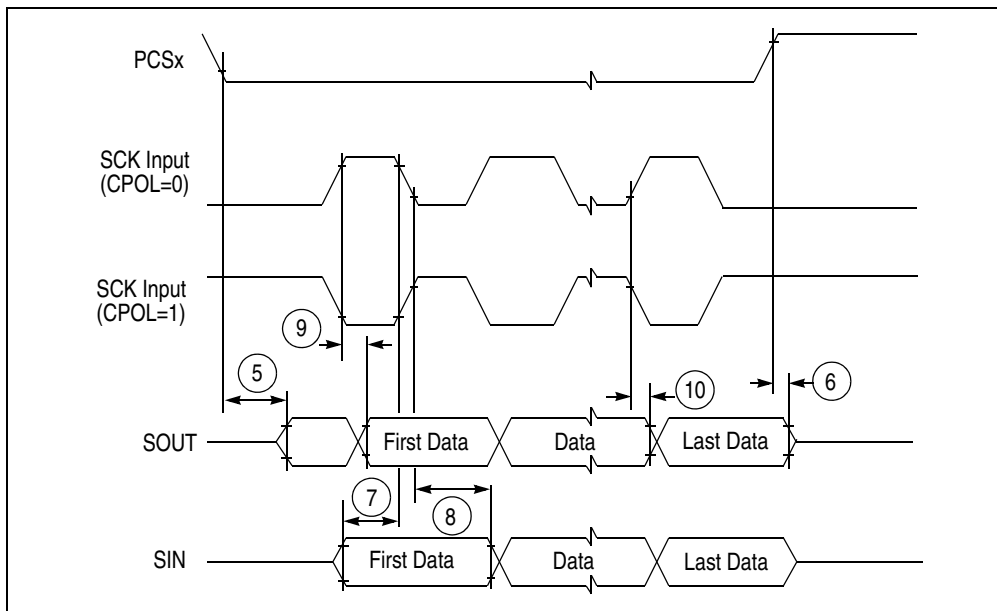 PCSx
SCK Input
(CPOL=0)
SCK Input
(CPOL=1)
9
5
10
6
SOUT
First Data
Data
Last Data
7
8
SIN
First Data
Data
Last Data